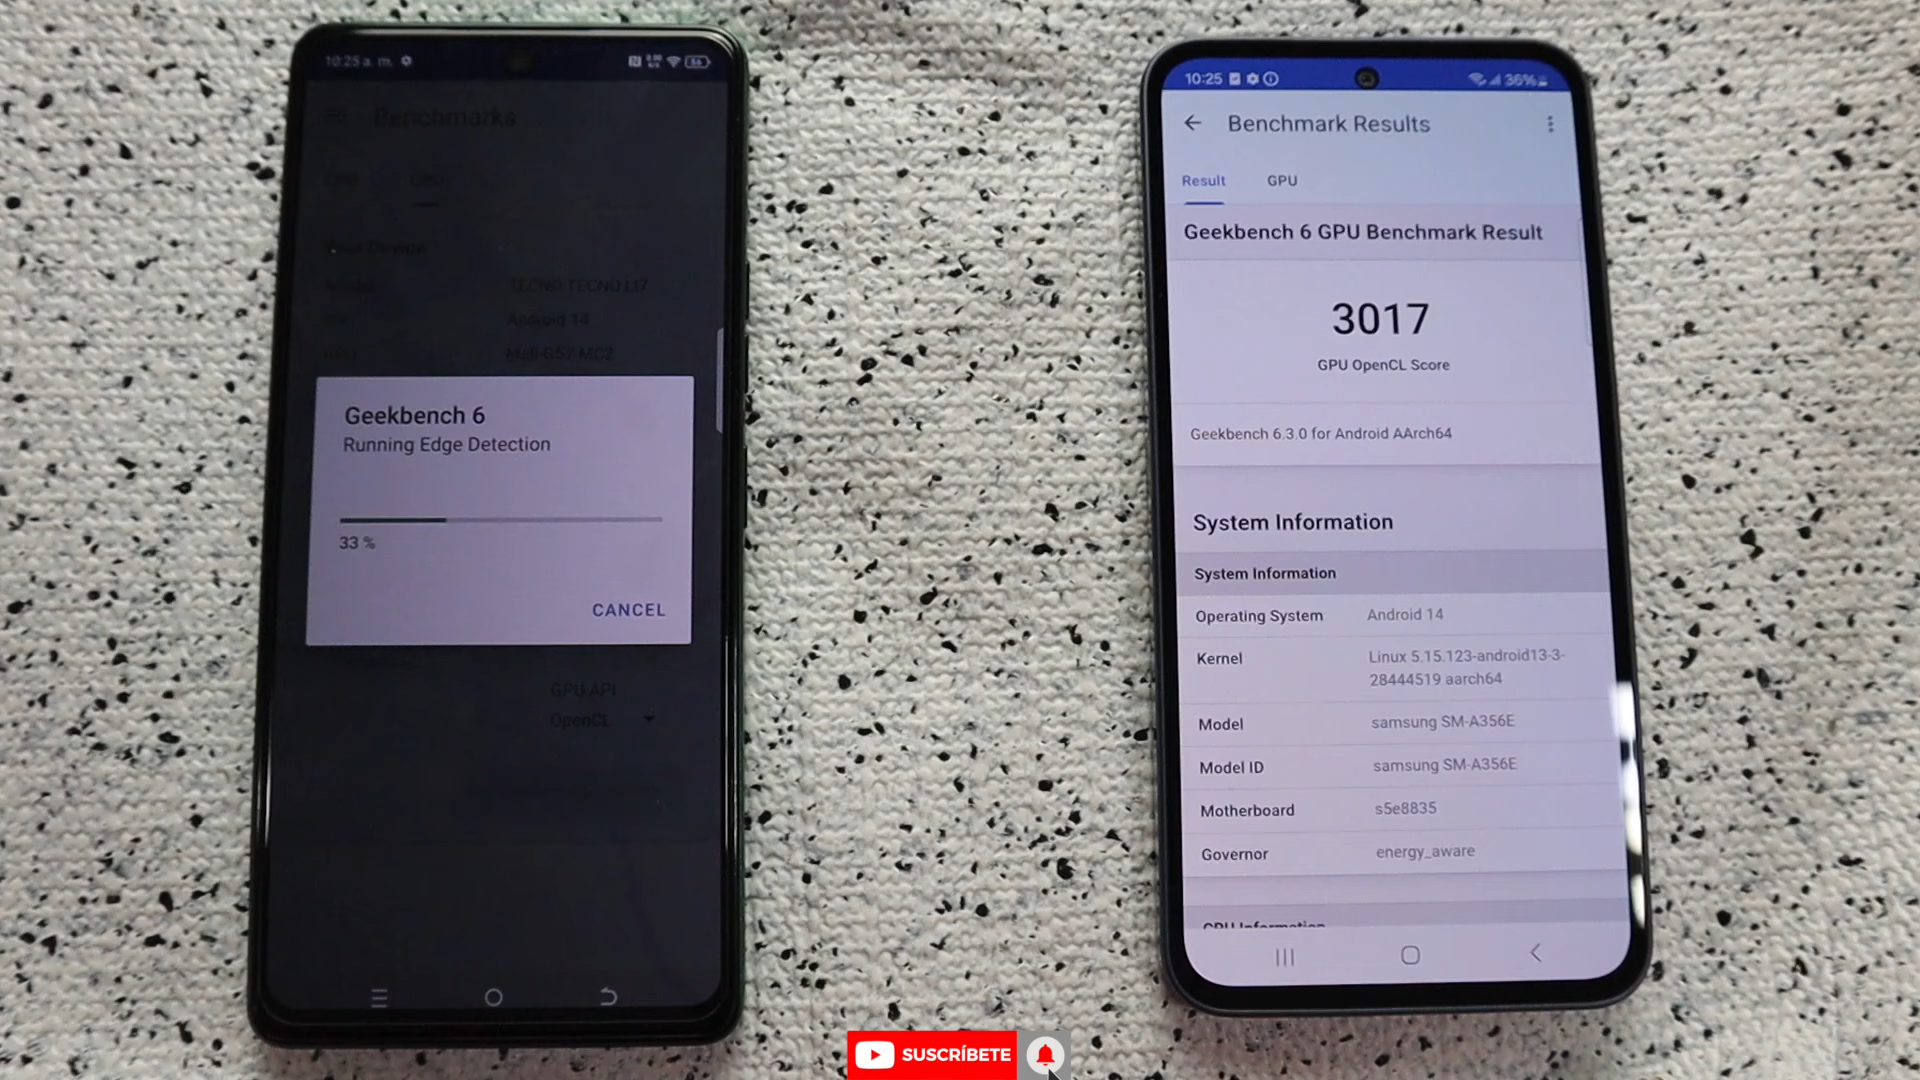 10:25 a. m.
56
Benchmarks
CPU GPU
Your Device
TECNO TECNO LI7
Android 14
Mali-G57 MC2
Geekbench 6
Running Edge Detection
33 %
CANCEL
GPU API
OpenCL
10:25
36%
Benchmark Results
Result GPU
Geekbench 6 GPU Benchmark Result
3017
GPU OpenCL Score
Geekbench 6.3.0 for Android AArch64
System Information
System Information
Operating System Android 14
Kernel Linux 5.15.123-android13-3-
28444519 aarch64
Model samsung SM-A356E
Model ID samsung SM-A356E
Motherboard s5e8835
Governor energy_aware
CPU Information
SUSCRÍBETE